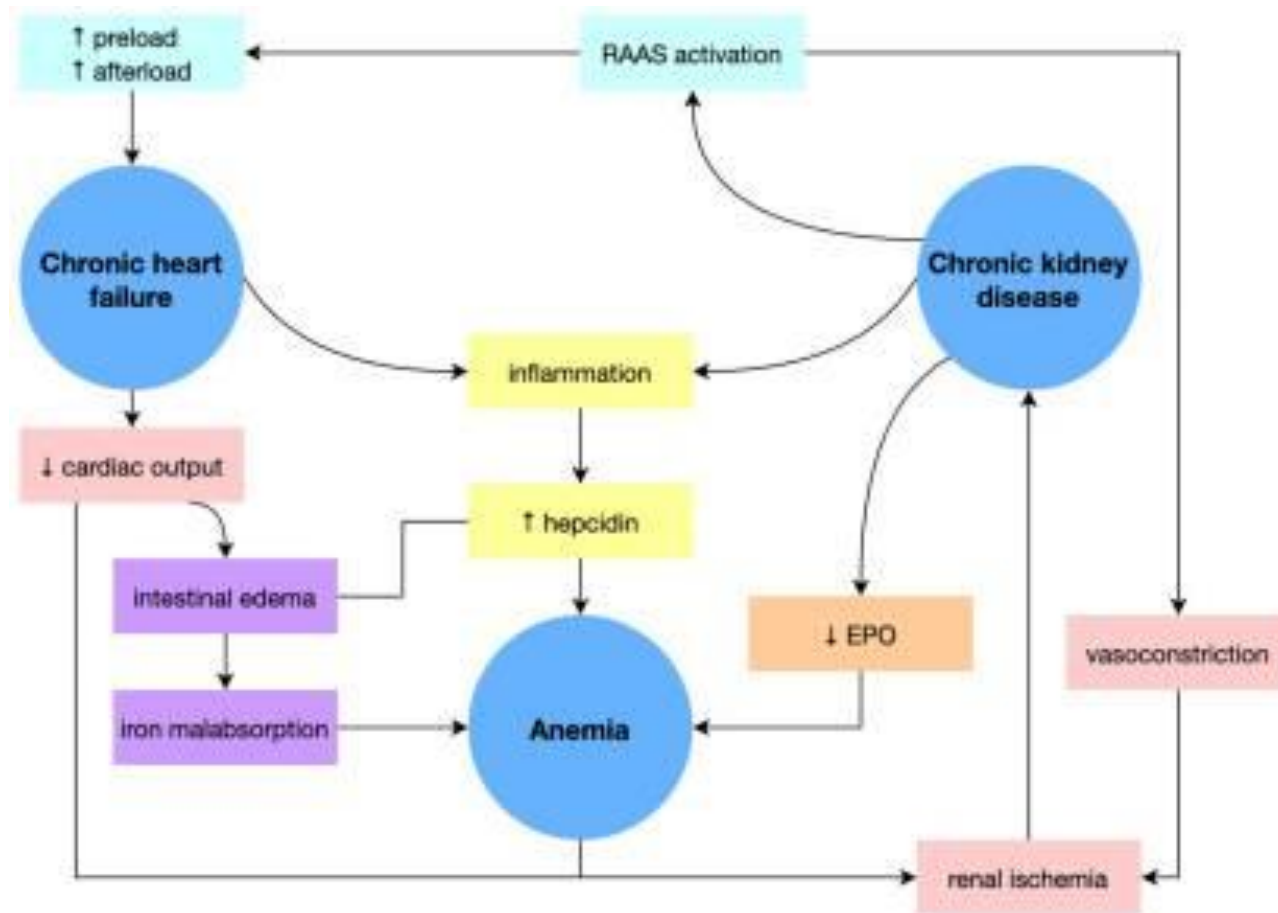 ↑ preload
↑ afterload
RAAS activation
Chronic heart
failure
Chronic kidney
disease
inflammation
↓ cardiac output
↑ hepcidin
intestinal edema
↓ EPO
vasoconstriction
iron malabsorption
Anemia
renal ischemia